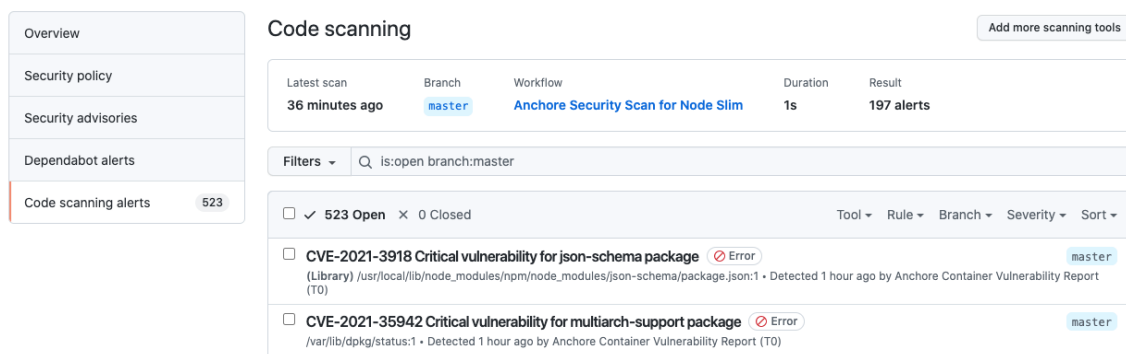 Overview
Security policy
Security advisories
Dependabot alerts
Code scanning alerts 523
Code scanning
Add more scanning tools
Latest scan Branch Workflow Duration Result
36 minutes ago master Anchore Security Scan for Node Slim 1s 197 alerts
Filters is:open branch:master
523 Open 0 Closed Tool Rule Branch Severity Sort
CVE-2021-3918 Critical vulnerability for json-schema package Error master
(Library) /usr/local/lib/node_modules/npm/node_modules/json-schema/package.json:1 • Detected 1 hour ago by Anchore Container Vulnerability Report
(T0)
CVE-2021-35942 Critical vulnerability for multiarch-support package Error master
/var/lib/dpkg/status:1 • Detected 1 hour ago by Anchore Container Vulnerability Report (T0)